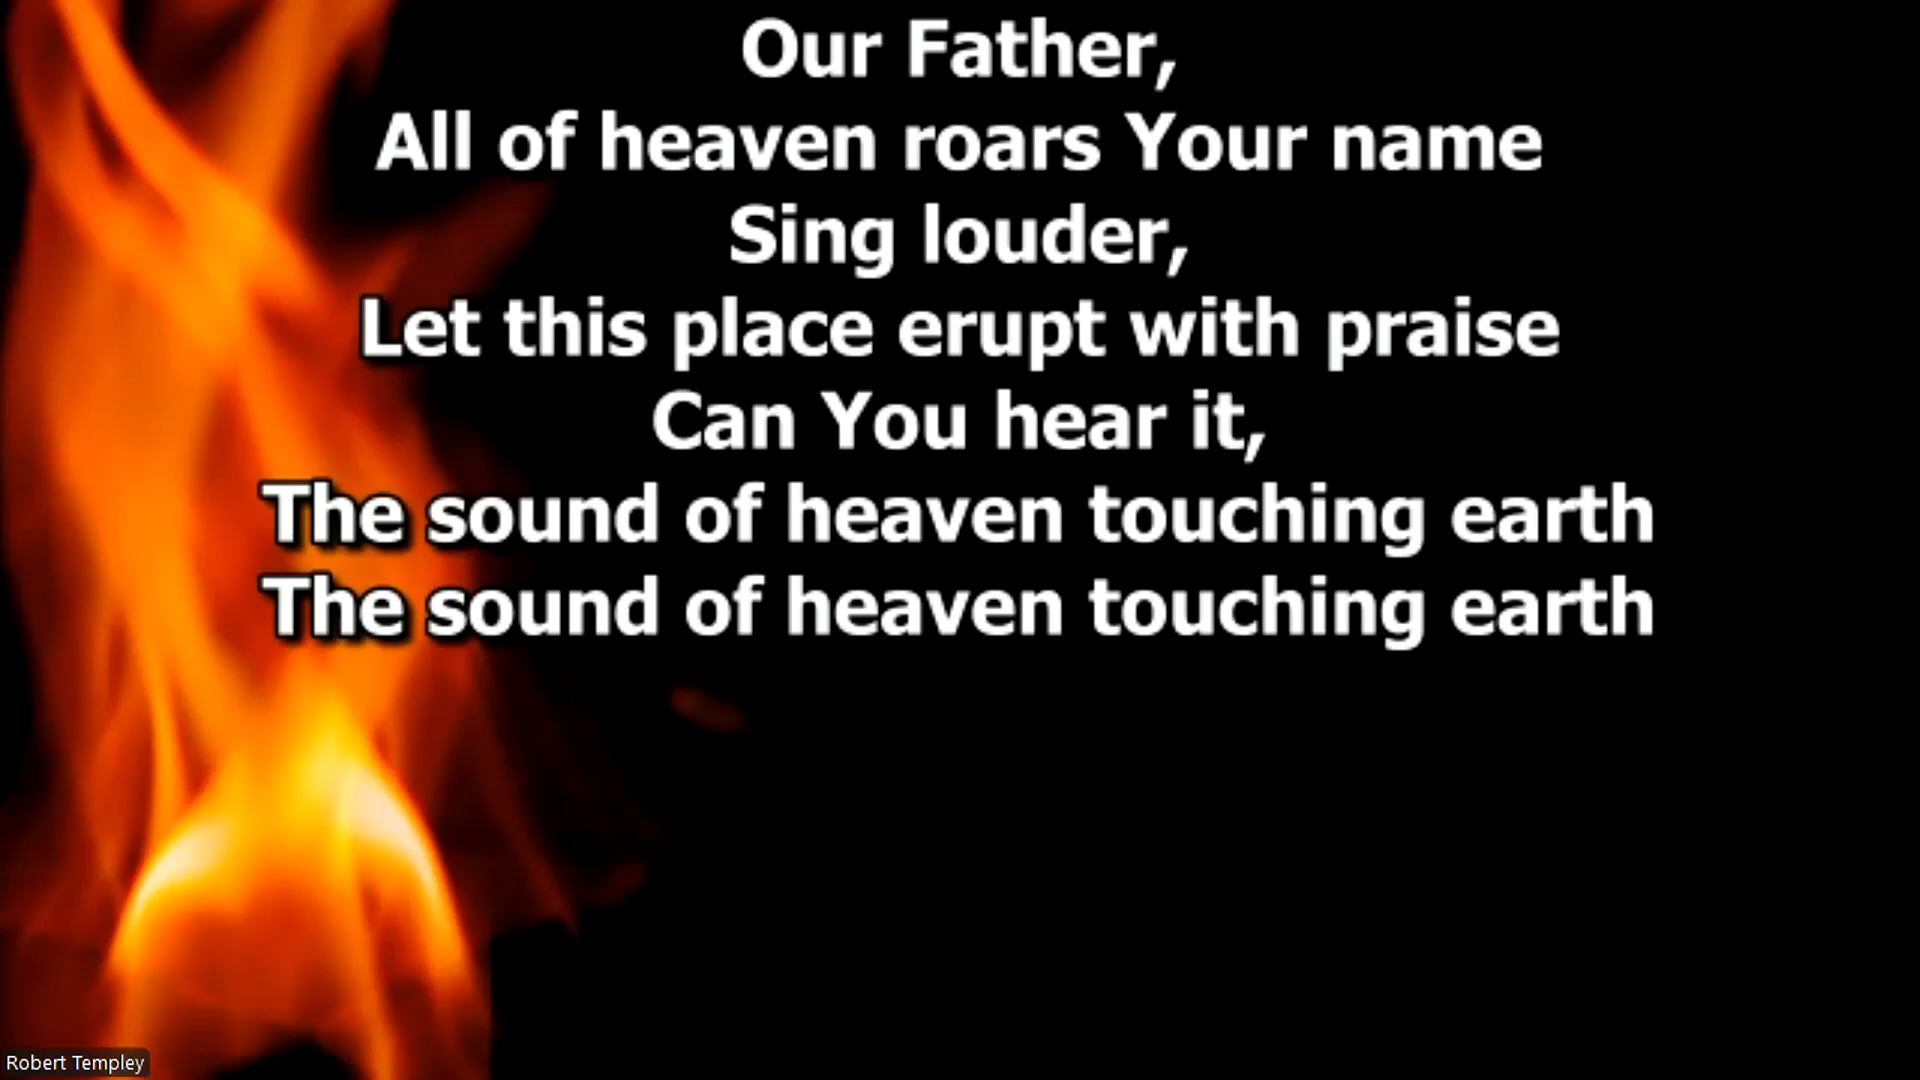 Our Father,
All of heaven roars Your name
Sing louder,
Let this place erupt with praise
Can You hear it,
The sound of heaven touching earth
The sound of heaven touching earth
Robert Templey